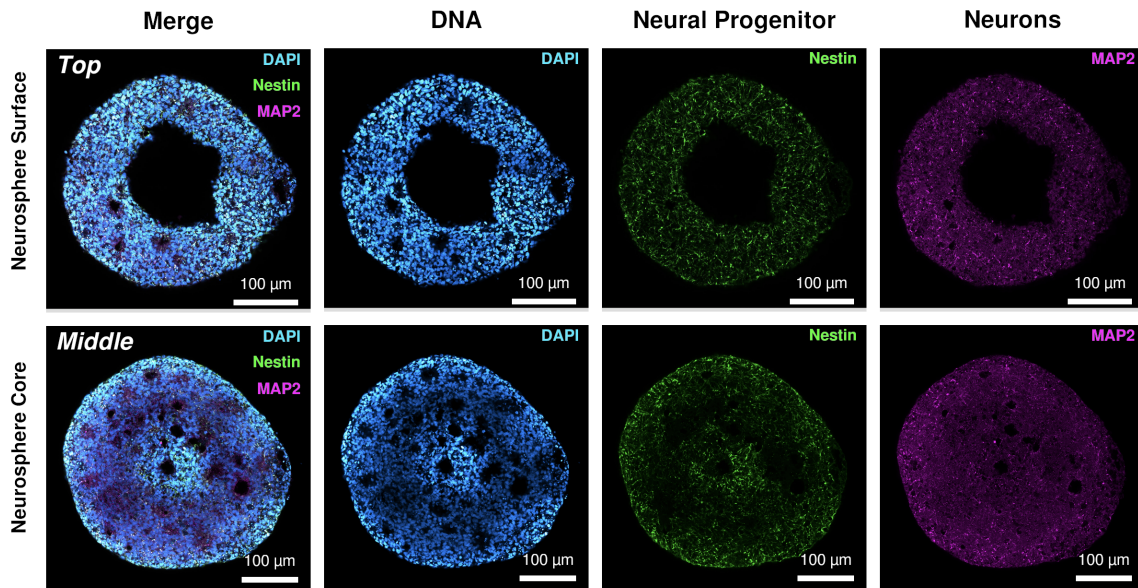 Merge
DNA
Neural Progenitor
Neurons
Neurosphere Surface
Top
DAPI
Nestin
MAP2
100 µm
DAPI
100 µm
Nestin
100 µm
MAP2
100 µm
Neurosphere Core
Middle
DAPI
Nestin
MAP2
100 µm
DAPI
100 µm
Nestin
100 µm
MAP2
100 µm